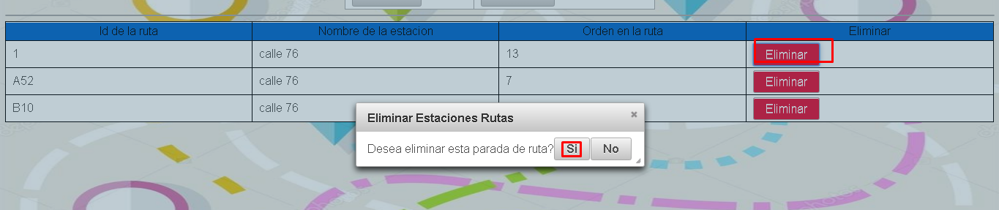 Id de la ruta Nombre de la estacion Orden en la ruta Eliminar
1 calle 76 13 Eliminar
A52 calle 76 7 Eliminar
B10 calle 76 Eliminar
Eliminar Estaciones Rutas
Desea eliminar esta parada de ruta? Si No